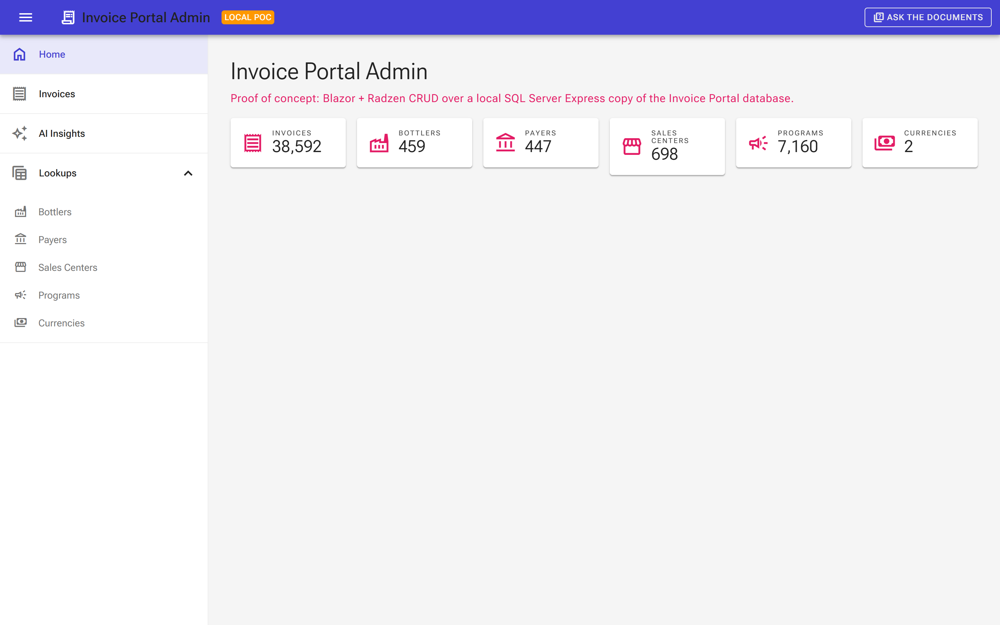 Invoice Portal Admin LOCAL POC ASK THE DOCUMENTS
Home
Invoices
AI Insights
Lookups
Bottlers
Payers
Sales Centers
Programs
Currencies
Invoice Portal Admin
Proof of concept: Blazor + Radzen CRUD over a local SQL Server Express copy of the Invoice Portal database.
INVOICES
38,592
BOTTLERS
459
PAYERS
447
SALES
CENTERS
698
PROGRAMS
7,160
CURRENCIES
2